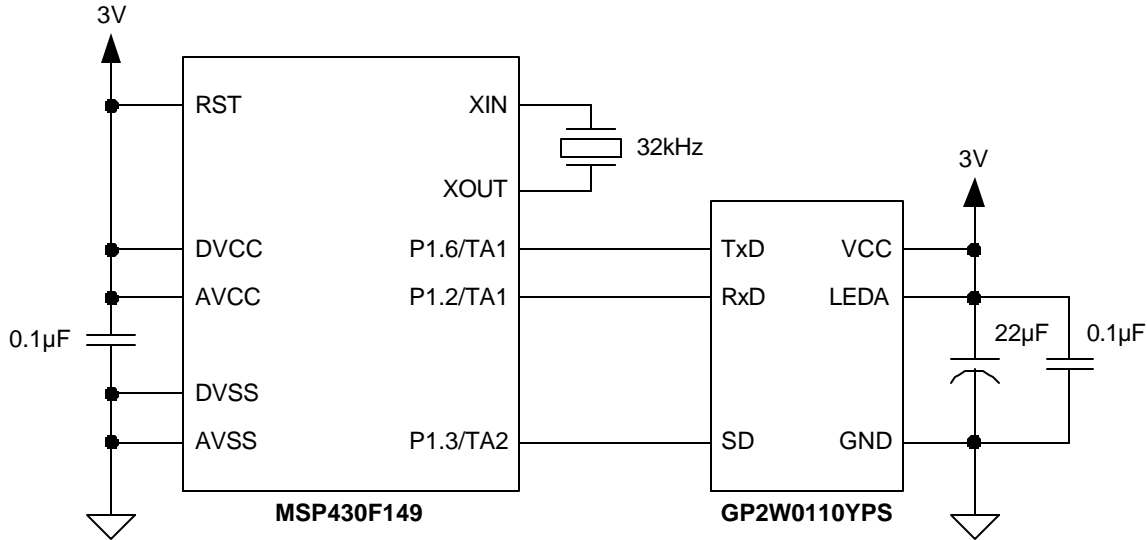 3V
RST
XIN
32kHz
XOUT
3V
DVCC
P1.6/TA1
TxD
VCC
AVCC
P1.2/TA1
RxD
LEDA
0.1µF
22µF
0.1µF
DVSS
AVSS
P1.3/TA2
SD
GND
MSP430F149
GP2W0110YPS